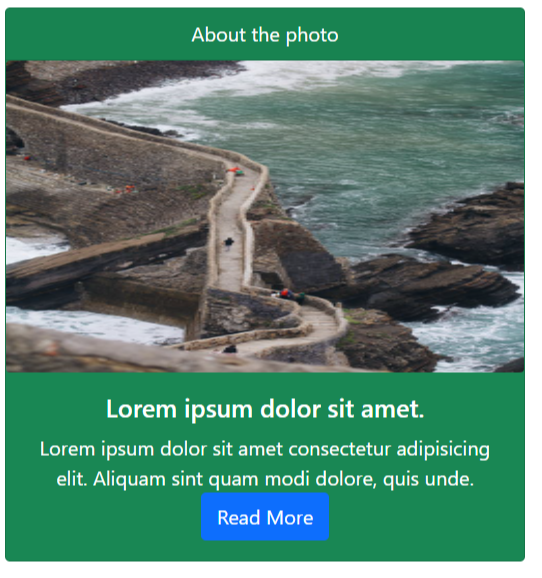 About the photo
Lorem ipsum dolor sit amet.
Lorem ipsum dolor sit amet consectetur adipisicing
elit. Aliquam sint quam modi dolore, quis unde.
Read More